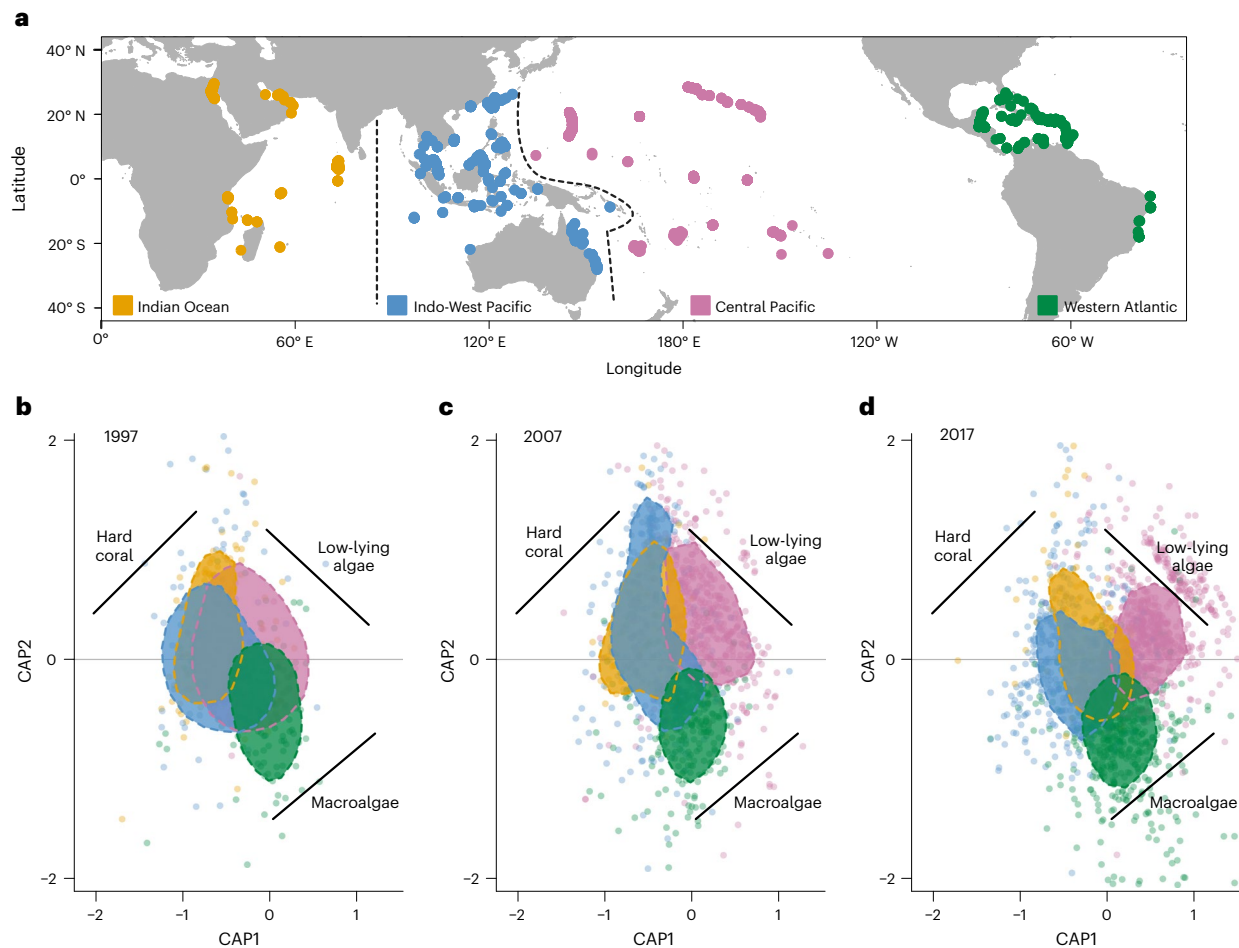 a
40° N
20° N
0°
20° S
40° S
Latitude
Indian Ocean
Indo-West Pacific
Central Pacific
Western Atlantic
0°
60° E
120° E
180° E
120° W
60° W
Longitude
b
1997
2
0
−2
CAP2
Hard
coral
Low-lying
algae
Macroalgae
−2
−1
0
1
CAP1
c
2007
2
0
−2
CAP2
Hard
coral
Low-lying
algae
Macroalgae
−2
−1
0
1
CAP1
d
2017
2
0
−2
CAP2
Hard
coral
Low-lying
algae
Macroalgae
−2
−1
0
1
CAP1